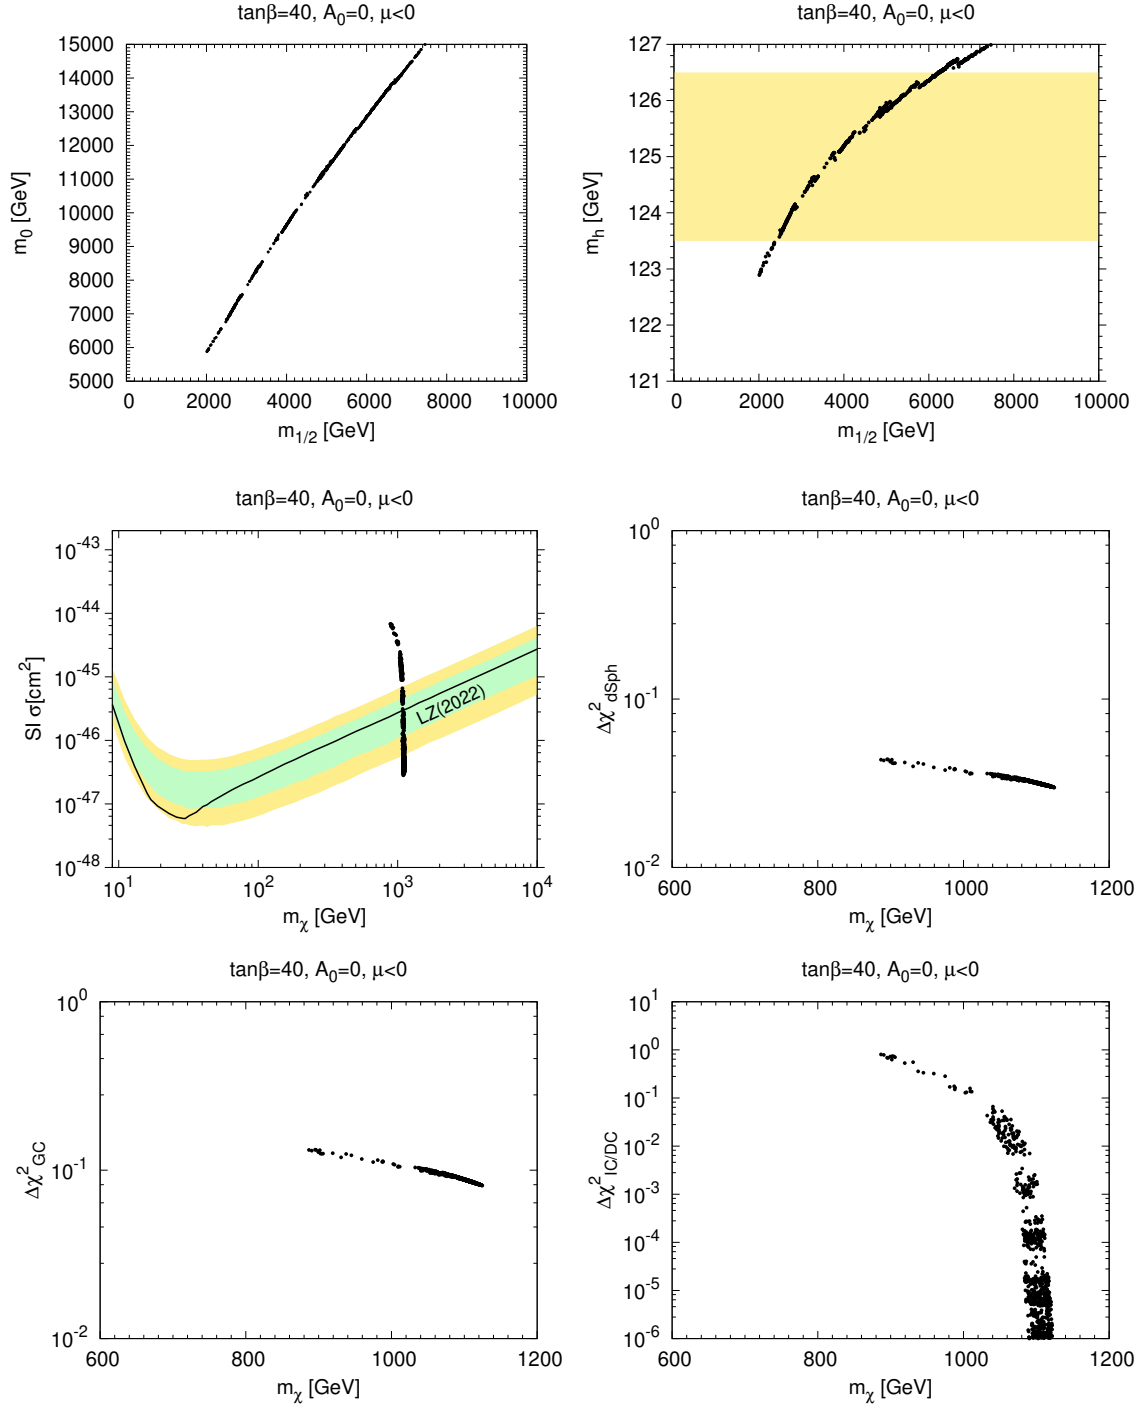 tanβ=40, A₀=0, μ<0
15000
14000
13000
12000
11000
10000
9000
8000
7000
6000
5000
m₀ [GeV]
0 2000 4000 6000 8000 10000
m₁/₂ [GeV]
tanβ=40, A₀=0, μ<0
127
126
125
124
123
122
121
mₕ [GeV]
0 2000 4000 6000 8000 10000
m₁/₂ [GeV]
tanβ=40, A₀=0, μ<0
10⁻⁴³
10⁻⁴⁴
10⁻⁴⁵
10⁻⁴⁶
10⁻⁴⁷
10⁻⁴⁸
SI σ[cm²]
LZ(2022)
10¹ 10² 10³ 10⁴
mᵪ [GeV]
tanβ=40, A₀=0, μ<0
10⁰
10⁻¹
10⁻²
Δχ²dSph
600 800 1000 1200
mᵪ [GeV]
tanβ=40, A₀=0, μ<0
10⁰
10⁻¹
10⁻²
Δχ²GC
600 800 1000 1200
mᵪ [GeV]
tanβ=40, A₀=0, μ<0
10¹
10⁰
10⁻¹
10⁻²
10⁻³
10⁻⁴
10⁻⁵
10⁻⁶
Δχ²IC/DC
600 800 1000 1200
mᵪ [GeV]